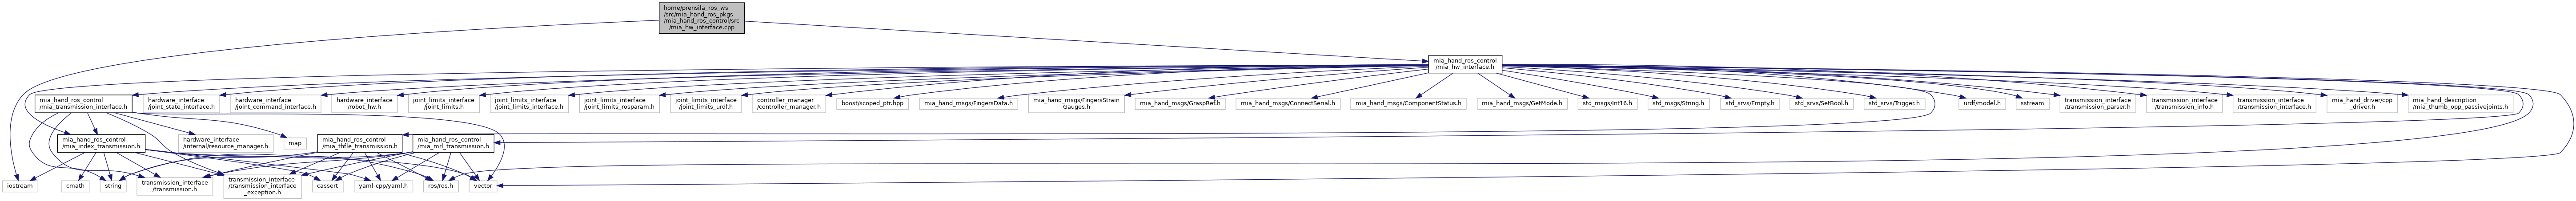 home/prensila_ros_ws
/src/mia_hand_ros_pkgs
/mia_hand_ros_control/src
/mia_hw_interface.cpp
mia_hand_ros_control
/mia_hw_interface.h
mia_hand_ros_control
/mia_transmission_interface.h
hardware_interface
/joint_state_interface.h
hardware_interface
/joint_command_interface.h
hardware_interface
/robot_hw.h
joint_limits_interface
/joint_limits.h
joint_limits_interface
/joint_limits_interface.h
joint_limits_interface
/joint_limits_rosparam.h
joint_limits_interface
/joint_limits_urdf.h
controller_manager
/controller_manager.h
boost/scoped_ptr.hpp
mia_hand_msgs/FingersData.h
mia_hand_msgs/FingersStrain
Gauges.h
mia_hand_msgs/GraspRef.h
mia_hand_msgs/ConnectSerial.h
mia_hand_msgs/ComponentStatus.h
mia_hand_msgs/GetMode.h
std_msgs/Int16.h
std_msgs/String.h
std_srvs/Empty.h
std_srvs/SetBool.h
std_srvs/Trigger.h
urdf/model.h
sstream
transmission_interface
/transmission_parser.h
transmission_interface
/transmission_info.h
transmission_interface
/transmission_interface.h
mia_hand_driver/cpp
_driver.h
mia_hand_description
/mia_thumb_opp_passivejoints.h
mia_hand_ros_control
/mia_index_transmission.h
hardware_interface
/internal/resource_manager.h
map
mia_hand_ros_control
/mia_thfle_transmission.h
mia_hand_ros_control
/mia_mrl_transmission.h
iostream
cmath
string
transmission_interface
/transmission.h
transmission_interface
/transmission_interface
_exception.h
cassert
yaml-cpp/yaml.h
ros/ros.h
vector